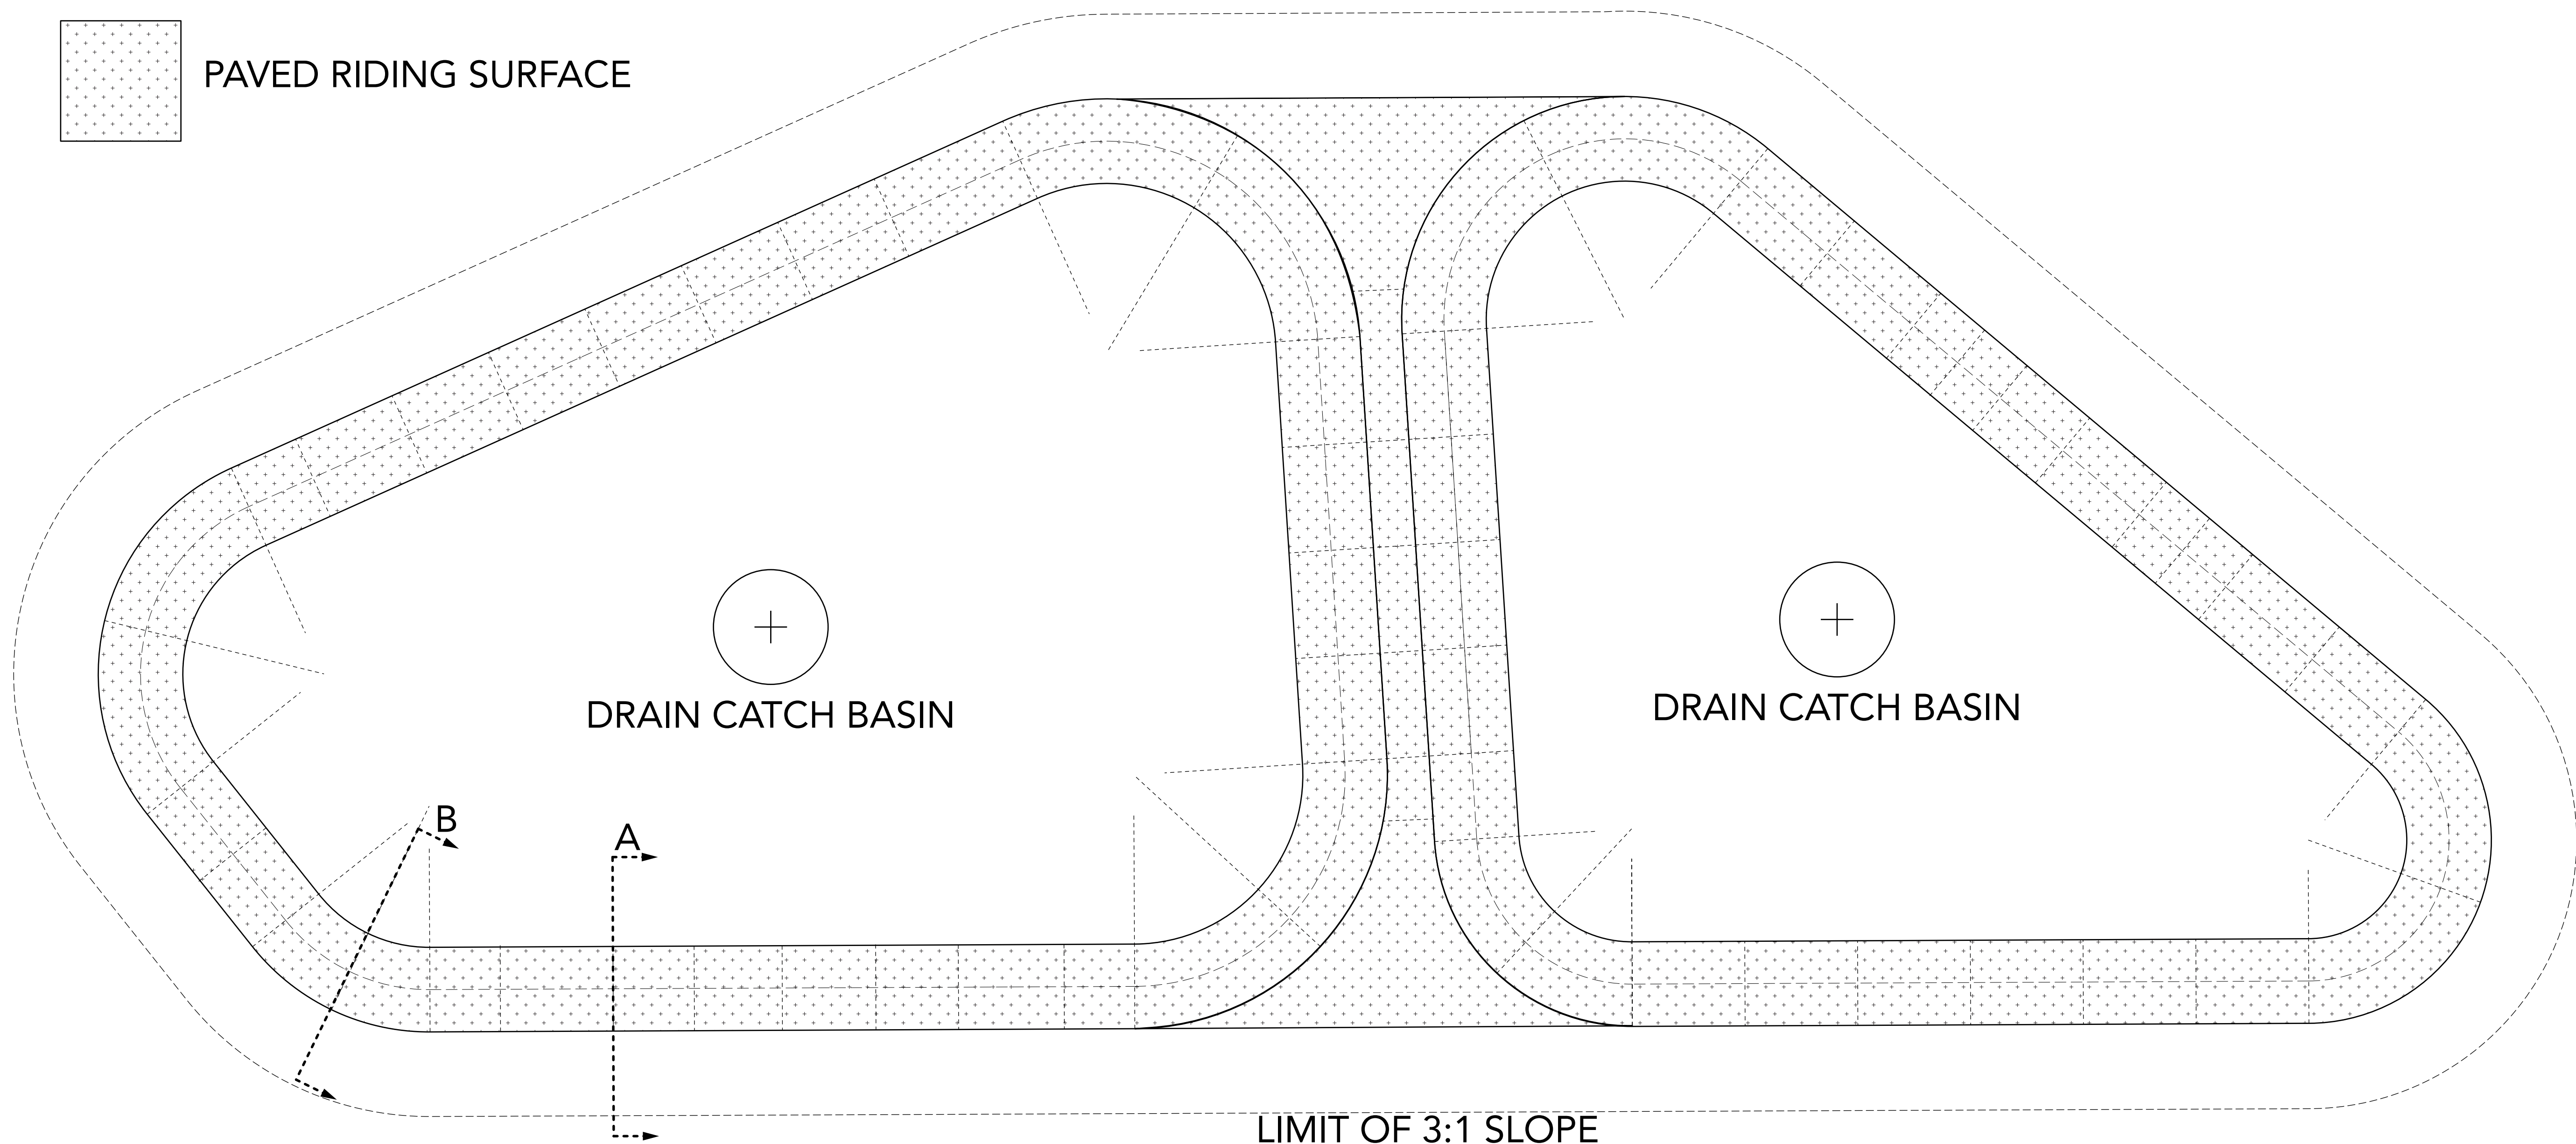 PAVED RIDING SURFACE
DRAIN CATCH BASIN
DRAIN CATCH BASIN
B
A
LIMIT OF 3:1 SLOPE